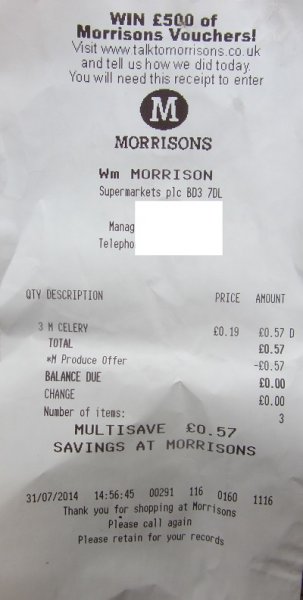 WIN £500 of
Morrisons Vouchers!
Visit www.talktomorrisons.co.uk
and tell us how we did today.
You will need this receipt to enter
M
MORRISONS
Wm MORRISON
Supermarkets plc BD3 7DL
Manag
Telepho
QTY DESCRIPTION PRICE AMOUNT
3 M CELERY £0.19 £0.57 D
TOTAL £0.57
*M Produce Offer -£0.57
BALANCE DUE £0.00
CHANGE £0.00
Number of items: 3
MULTISAVE £0.57
SAVINGS AT MORRISONS
31/07/2014 14:56:45 00291 116 0160 1116
Thank you for shopping at Morrisons
Please call again
Please retain for your records